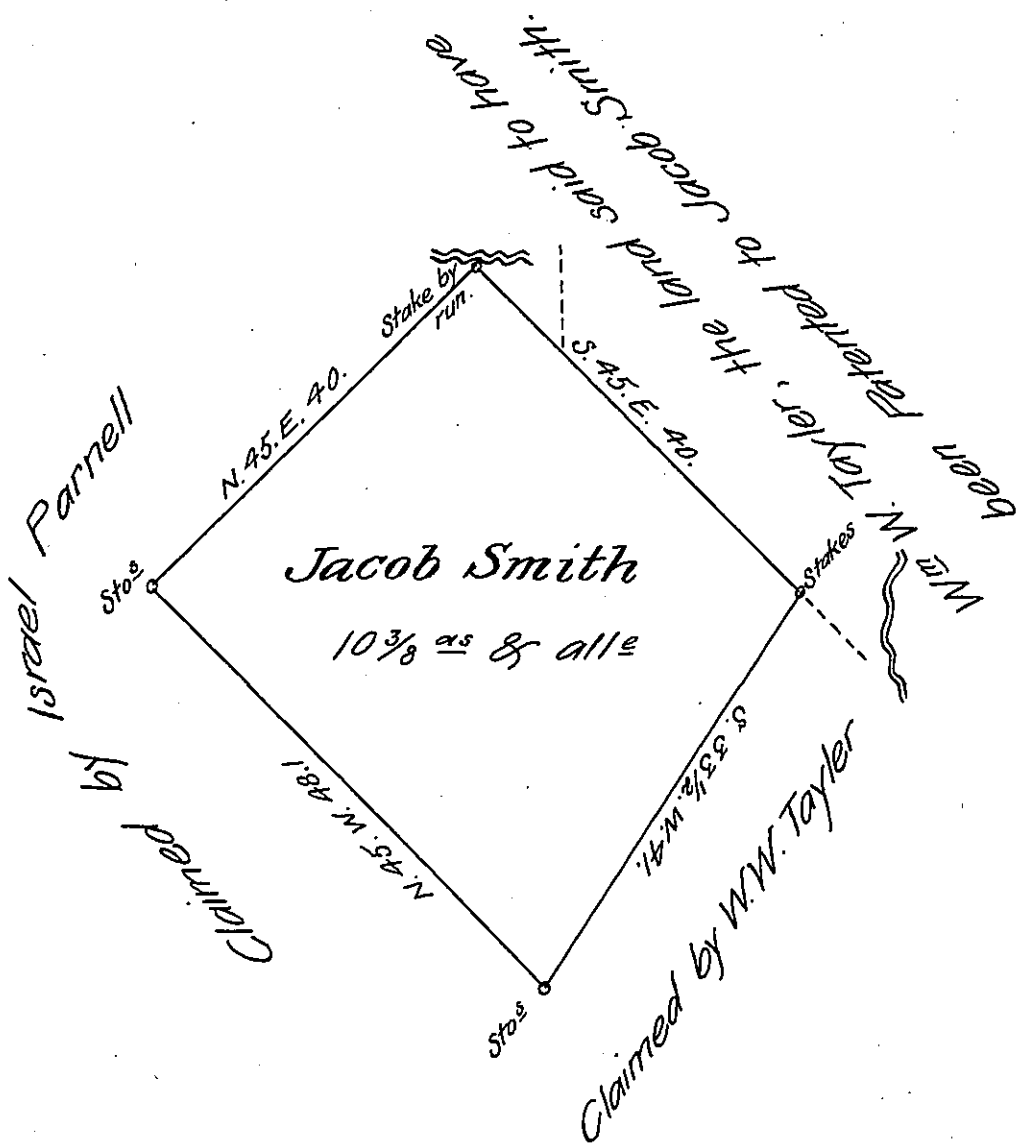 Wm W. Tayler, the land said to have
been Patented to Jacob Smith.
Stake by
run.
N. 45. E. 40.
S. 45. E. 40.
Claimed by Israel Parnell
Stos
Jacob Smith
10 3/8 as & alle
Stakes
N. 45. W. 48.1
S. 33 1/2. W. 41.
Stos
Claimed by W.W. Tayler